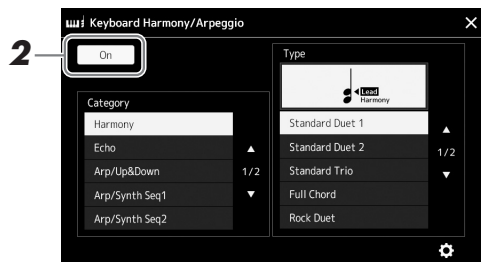 Keyboard Harmony/Arpeggio
2
On
Category
Harmony
Echo
Arp/Up&Down
Arp/Synth Seq1
Arp/Synth Seq2
1/2
Type
Lead
Harmony
Standard Duet 1
Standard Duet 2
Standard Trio
Full Chord
Rock Duet
1/2